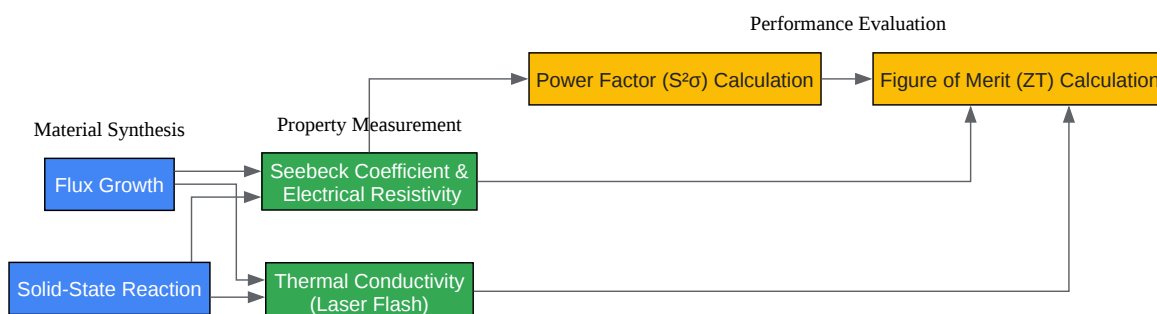 Performance Evaluation
Power Factor (S²σ) Calculation
Figure of Merit (ZT) Calculation
Material Synthesis
Property Measurement
Flux Growth
Seebeck Coefficient &
Electrical Resistivity
Solid-State Reaction
Thermal Conductivity
(Laser Flash)